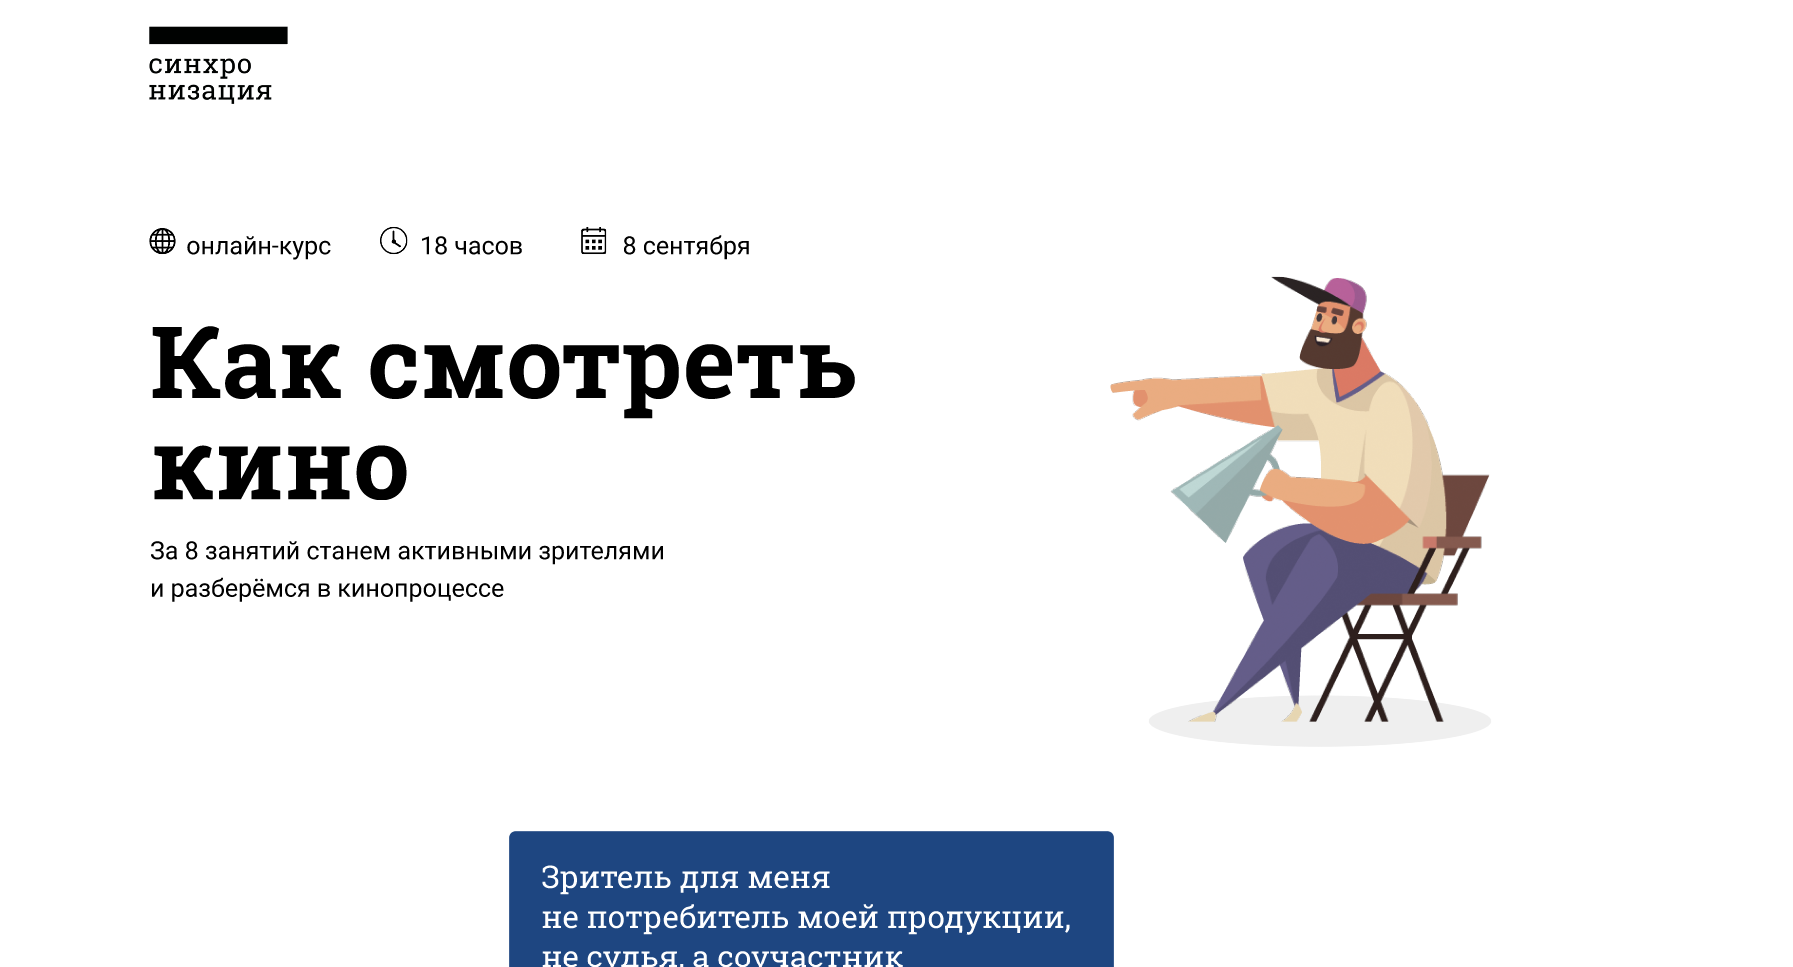 синхро
низация
онлайн-курс 18 часов 8 сентября
Как смотреть
кино
За 8 занятий станем активными зрителями
и разберёмся в кинопроцессе
Зритель для меня
не потребитель моей продукции,
не судья, а соучастник